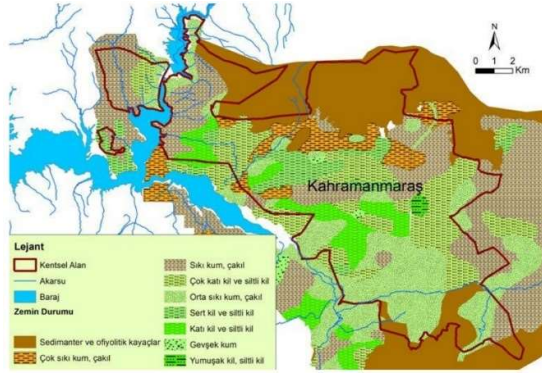 N
0 1 2
Km
Kahramanmaraş
Lejant
Kentsel Alan
Akarsu
Baraj
Zemin Durumu
Sedimanter ve ofiyolitik kayaçlar
Çok sıkı kum, çakıl
Sıkı kum, çakıl
Çok katı kil ve siltli kil
Orta sıkı kum, çakıl
Sert kil ve siltli kil
Katı kil ve siltli kil
Gevşek kum
Yumuşak kil, siltli kil